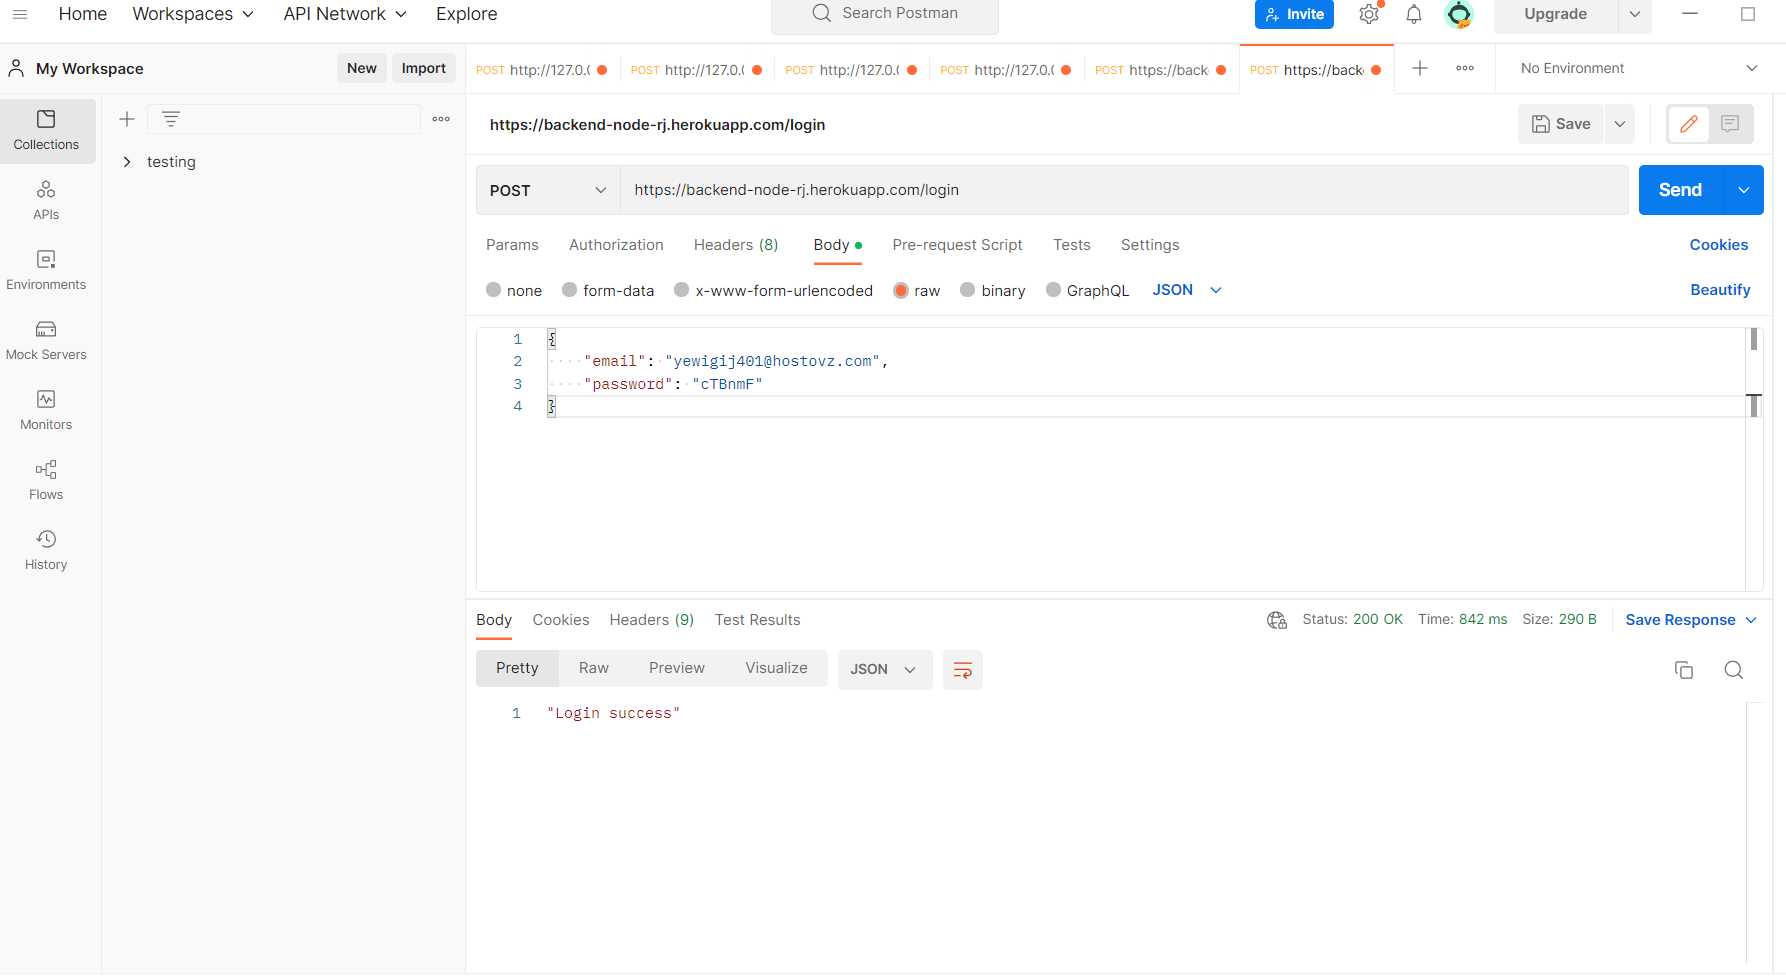 Home Workspaces API Network Explore Search Postman Invite Upgrade
My Workspace New Import POST http://127.0.( POST http://127.0.( POST http://127.0.( POST http://127.0.( POST https://back POST https://back No Environment
https://backend-node-rj.herokuapp.com/login Save
Collections
testing
POST https://backend-node-rj.herokuapp.com/login Send
APIs
Params Authorization Headers (8) Body Pre-request Script Tests Settings Cookies
Environments
none form-data x-www-form-urlencoded raw binary GraphQL JSON Beautify
Mock Servers
1 {
2 "email": "yewigij401@hostovz.com",
3 "password": "cTBnmF"
4 }
Monitors
Flows
History
Body Cookies Headers (9) Test Results Status: 200 OK Time: 842 ms Size: 290 B Save Response
Pretty Raw Preview Visualize JSON
1 "Login success"